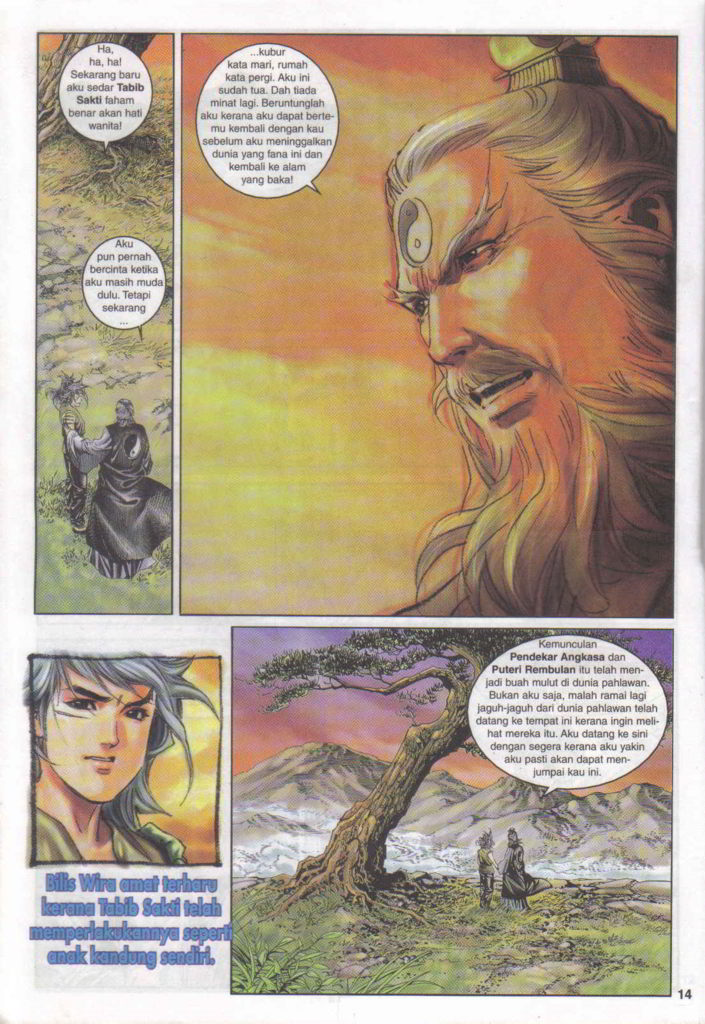 Ha,
ha, ha!
Sekarang baru
aku sedar Tabib
Sakti faham
benar akan hati
wanita!
Aku
pun pernah
bercinta ketika
aku masih muda
dulu. Tetapi
sekarang
...
...kubur
kata mari, rumah
kata pergi. Aku ini
sudah tua. Dah tiada
minat lagi. Beruntunglah
aku kerana aku dapat berte-
mu kembali dengan kau
sebelum aku meninggalkan
dunia yang fana ini dan
kembali ke alam
yang baka!
Bilis Wira amat terharu
kerana Tabib Sakti telah
memperlakukannya seperti
anak kandung sendiri.
Kemunculan
Pendekar Angkasa dan
Puteri Rembulan itu telah men-
jadi buah mulut di dunia pahlawan.
Bukan aku saja, malah ramai lagi
jaguh-jaguh dari dunia pahlawan telah
datang ke tempat ini kerana ingin meli-
hat mereka itu. Aku datang ke sini
dengan segera kerana aku yakin
aku pasti akan dapat men-
jumpai kau ini.
14